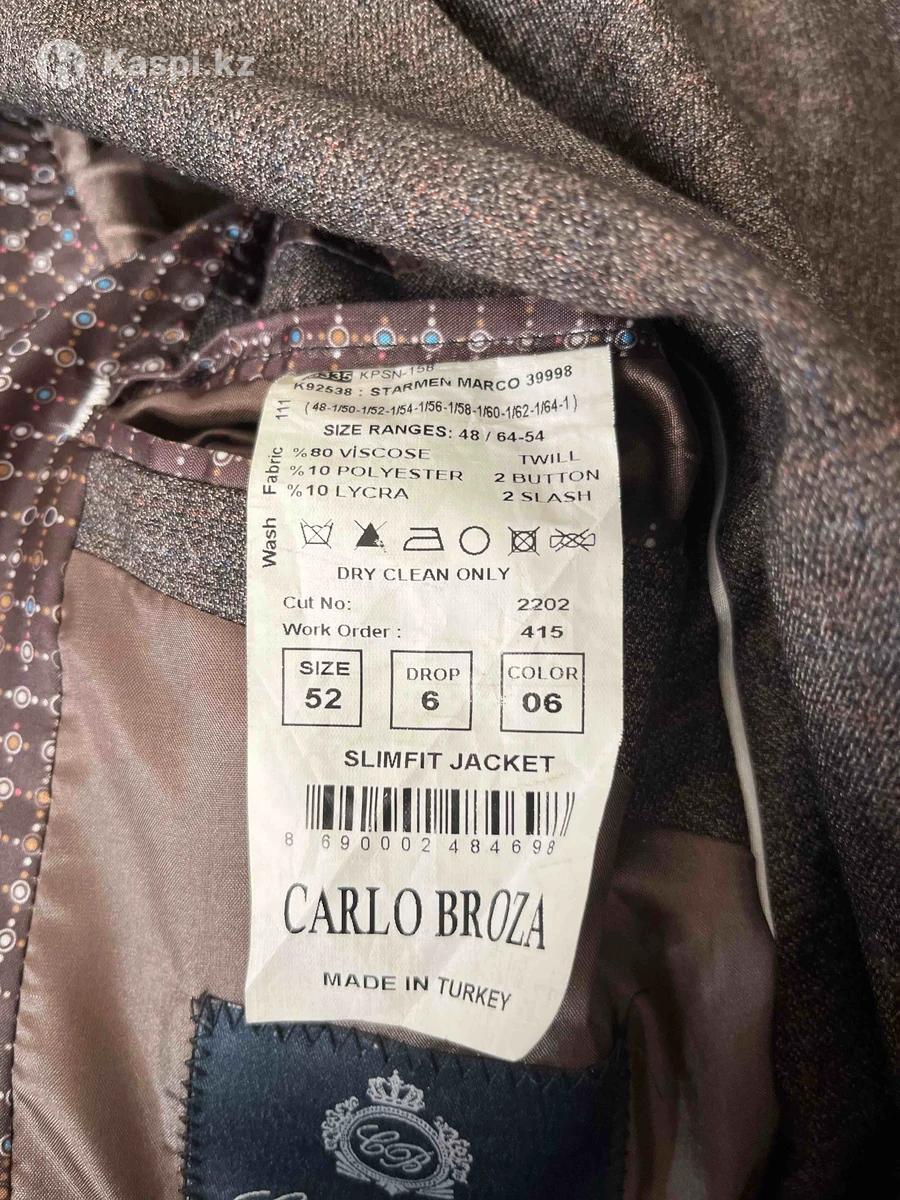 Kaspi.kz
KPSN-158
K92538 : STARMEN MARCO 39998
111
( 48-1/50-1/52-1/54-1/56-1/58-1/60-1/62-1/64-1 )
SIZE RANGES: 48 / 64-54
Fabric
%80 VİSCOSE TWILL
%10 POLYESTER 2 BUTTON
%10 LYCRA 2 SLASH
Wash
DRY CLEAN ONLY
Cut No: 2202
Work Order : 415
SIZE DROP COLOR
52 6 06
SLIMFIT JACKET
8 690002 484698
CARLO BROZA
MADE IN TURKEY
CB